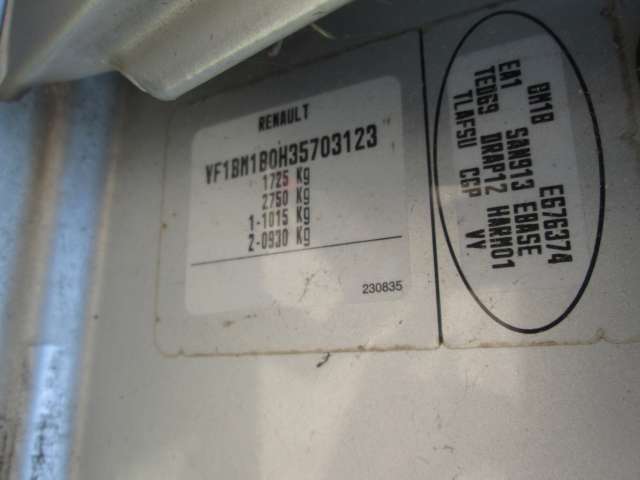 RENAULT
VF1BM1B0H35703123
1725 Kg
2750 Kg
1-1015 Kg
2-0930 Kg
230835
BM1B E676374
EA1 SAN913 EBASE
TED69 DRAP12 HARM01
TLAFSU CGP VV